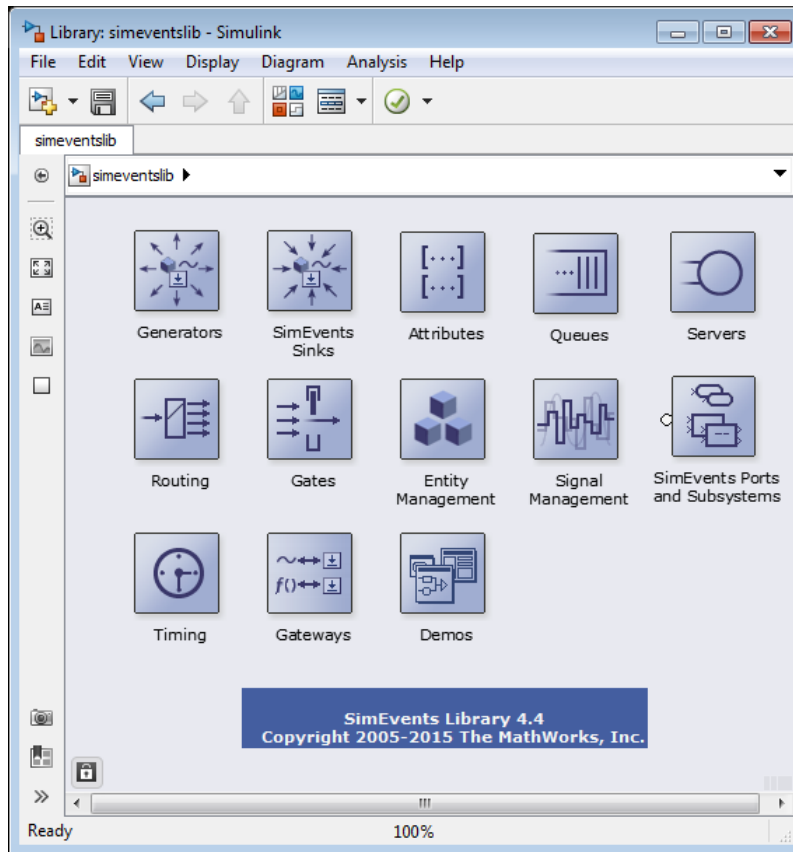 Library: simeventslib - Simulink
File Edit View Display Diagram Analysis Help
simeventslib
simeventslib
Generators
SimEvents
Sinks
Attributes
Queues
Servers
Routing
Gates
Entity
Management
Signal
Management
SimEvents Ports
and Subsystems
f()
Timing
Gateways
Demos
SimEvents Library 4.4
Copyright 2005-2015 The MathWorks, Inc.
Ready 100%